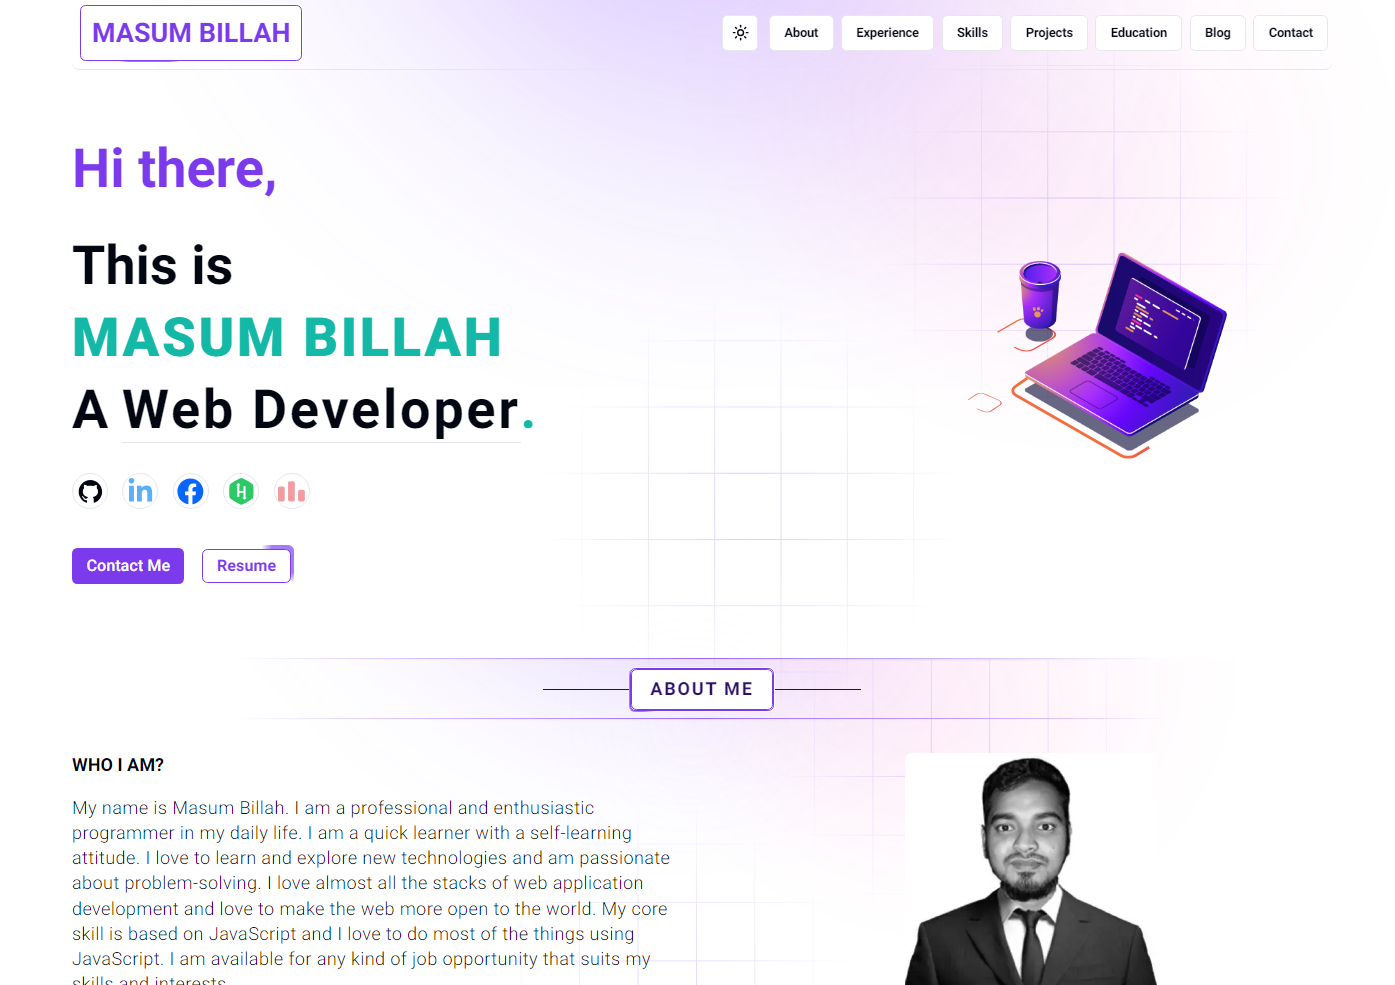 MASUM BILLAH
About
Experience
Skills
Projects
Education
Blog
Contact
Hi there,
This is
MASUM BILLAH
A Web Developer.
Contact Me
Resume
ABOUT ME
WHO I AM?
My name is Masum Billah. I am a professional and enthusiastic
programmer in my daily life. I am a quick learner with a self-learning
attitude. I love to learn and explore new technologies and am passionate
about problem-solving. I love almost all the stacks of web application
development and love to make the web more open to the world. My core
skill is based on JavaScript and I love to do most of the things using
JavaScript. I am available for any kind of job opportunity that suits my
skills and interests.